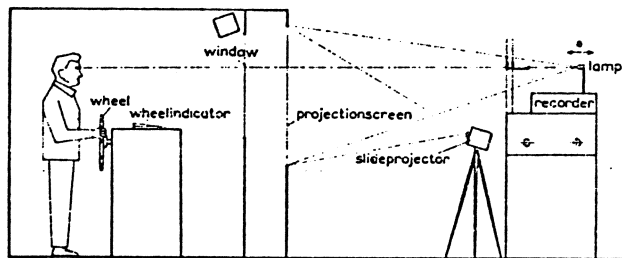 window
a
lamp
wheel
wheelindicator
recorder
projectionscreen
slideprojector